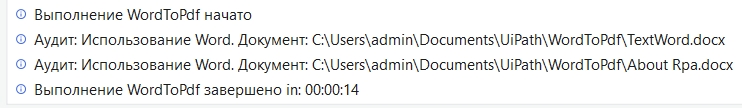 Выполнение WordToPdf начато
Аудит: Использование Word. Документ: C:\Users\admin\Documents\UiPath\WordToPdf\TextWord.docx
Аудит: Использование Word. Документ: C:\Users\admin\Documents\UiPath\WordToPdf\About Rpa.docx
Выполнение WordToPdf завершено in: 00:00:14